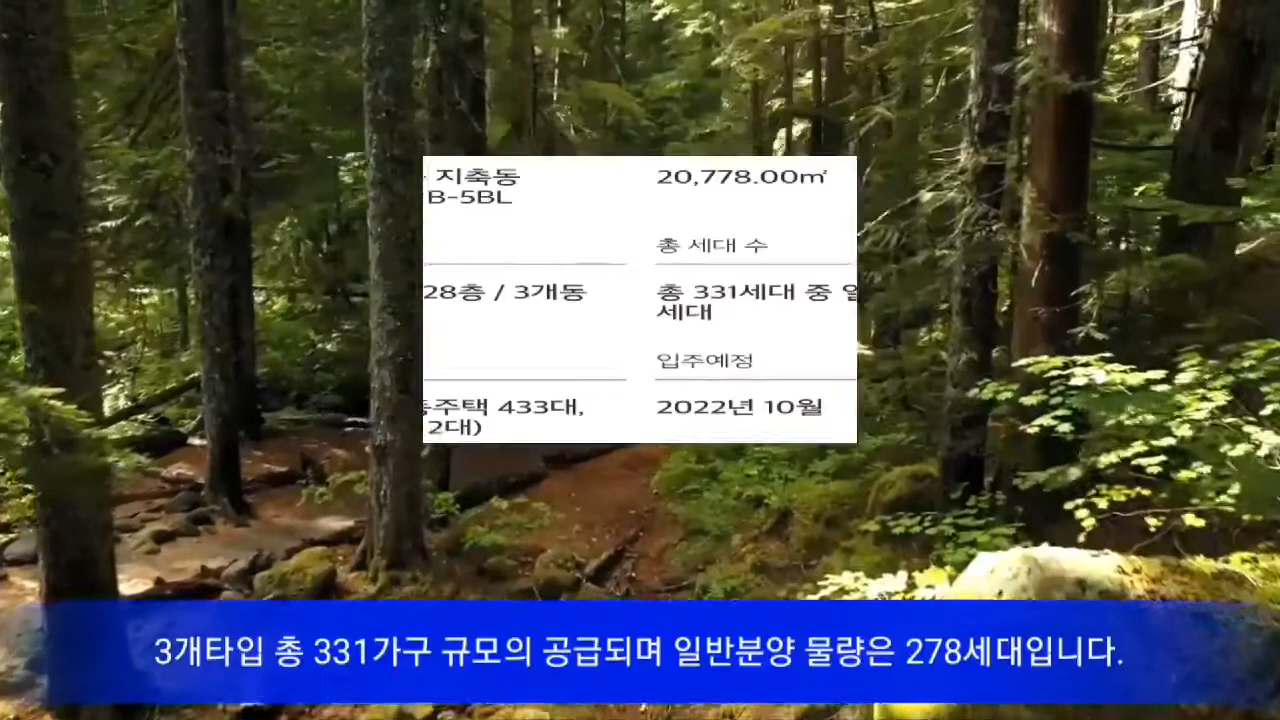 지축동
20,778.00㎡
B-5BL
총 세대 수
28층 / 3개동
총 331세대 중
세대
입주예정
433대,
2022년 10월
2대)
3개타입 총 331가구 규모의 공급되며 일반분양 물량은 278세대입니다.